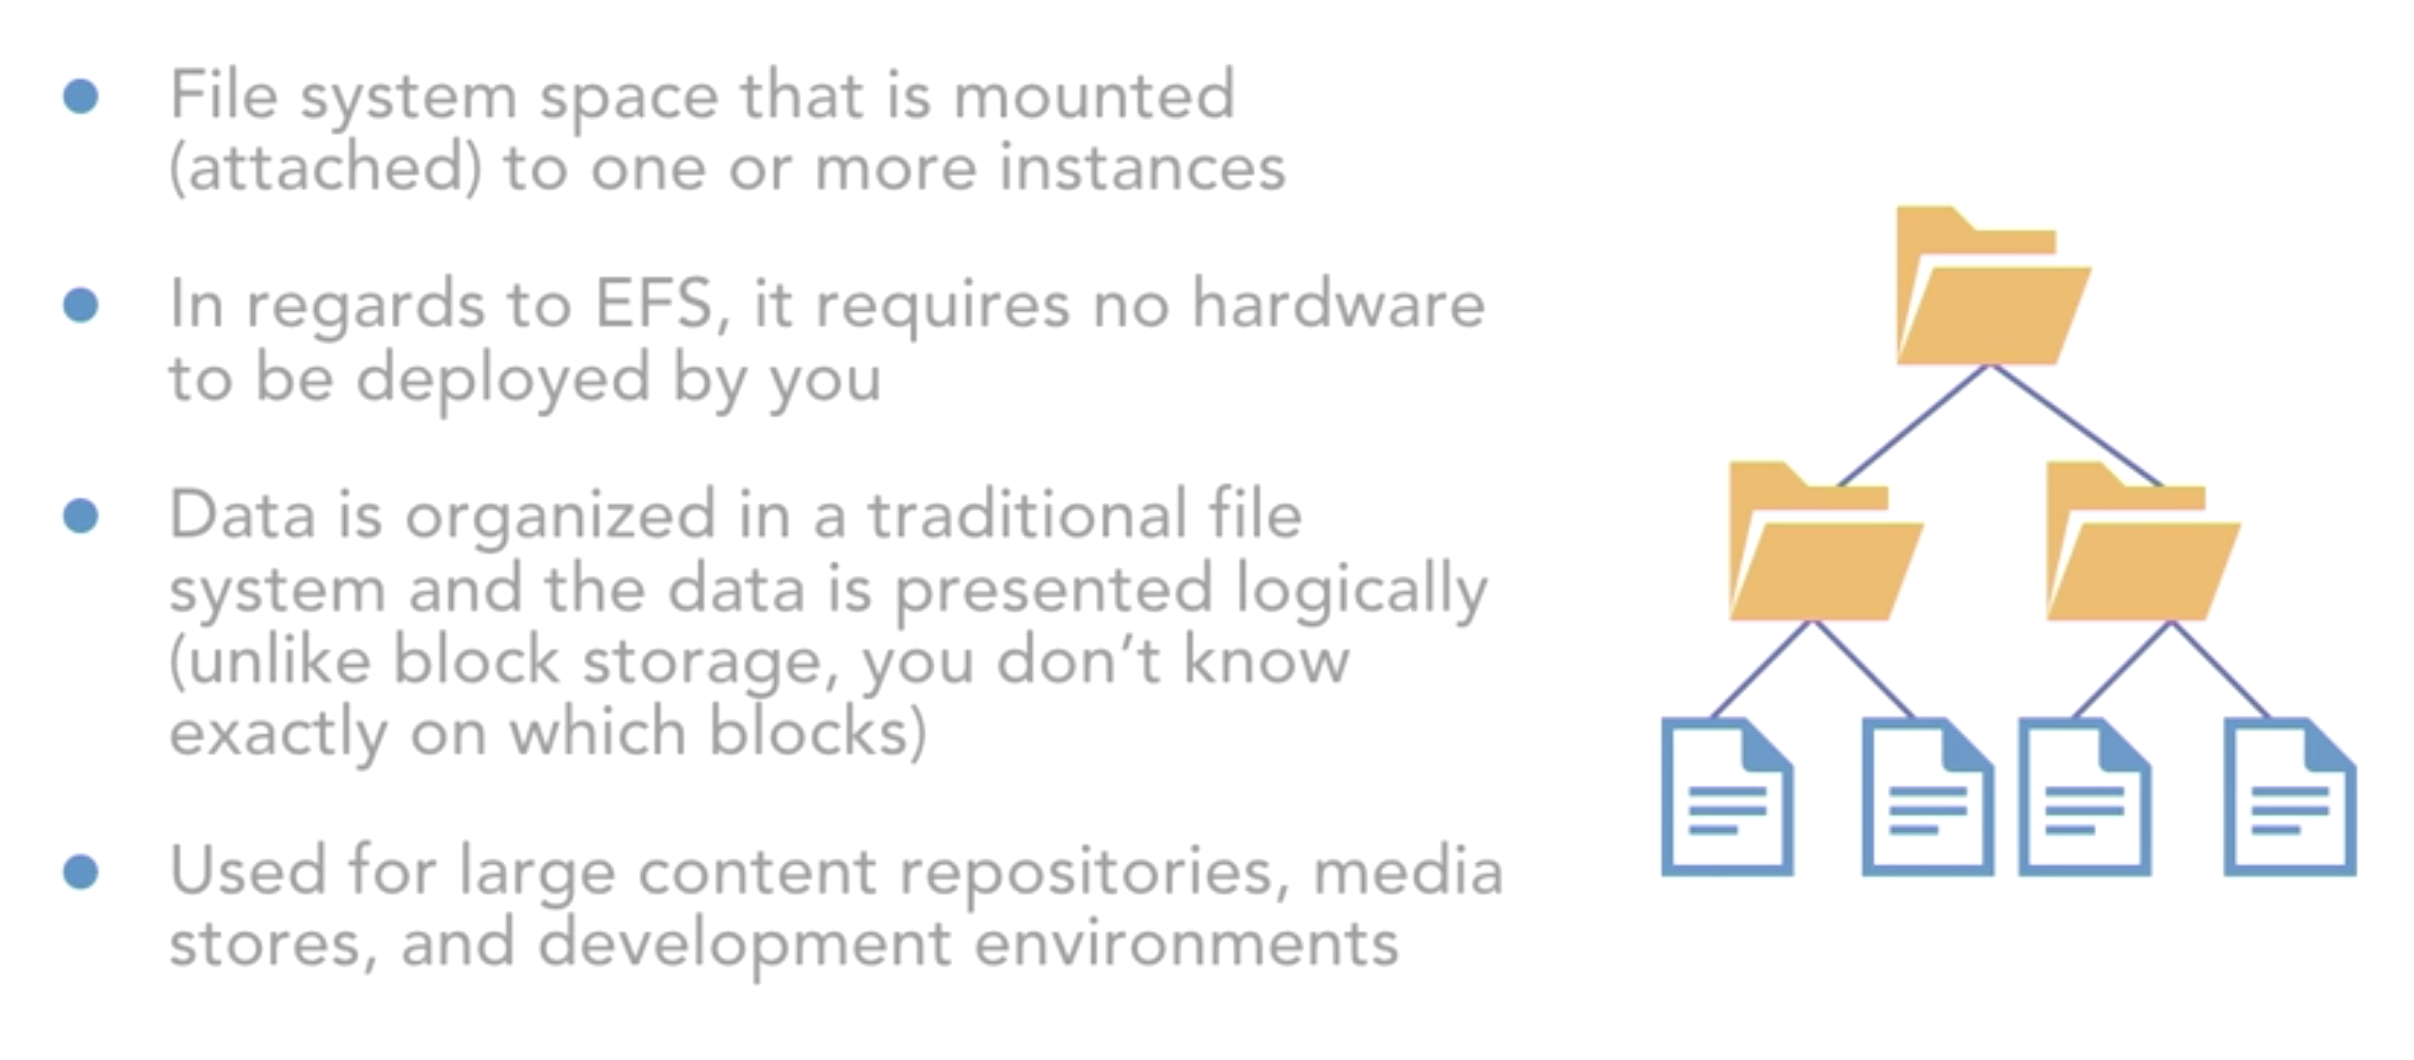 File system space that is mounted
(attached) to one or more instances
In regards to EFS, it requires no hardware
to be deployed by you
Data is organized in a traditional file
system and the data is presented logically
(unlike block storage, you don’t know
exactly on which blocks)
Used for large content repositories, media
stores, and development environments